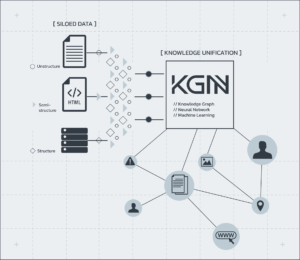 [ SILOED DATA ]
Unstructure
[ KNOWLEDGE UNIFICATION ]
KGNN
// Knowledge Graph
// Neural Network
// Machine Learning
HTML
Semi-
structure
Structure
WWW